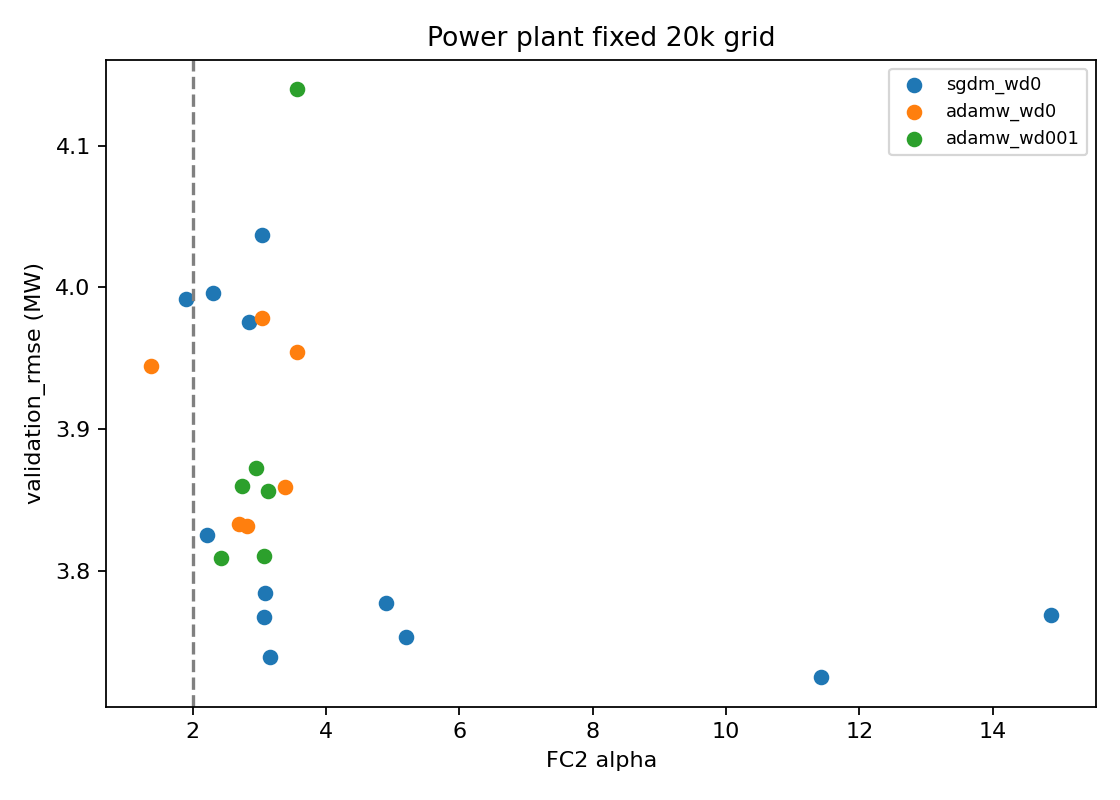 Power plant fixed 20k grid
sgdm_wd0
adamw_wd0
adamw_wd001
validation_rmse (MW)
4.1
4.0
3.9
3.8
2 4 6 8 10 12 14
FC2 alpha